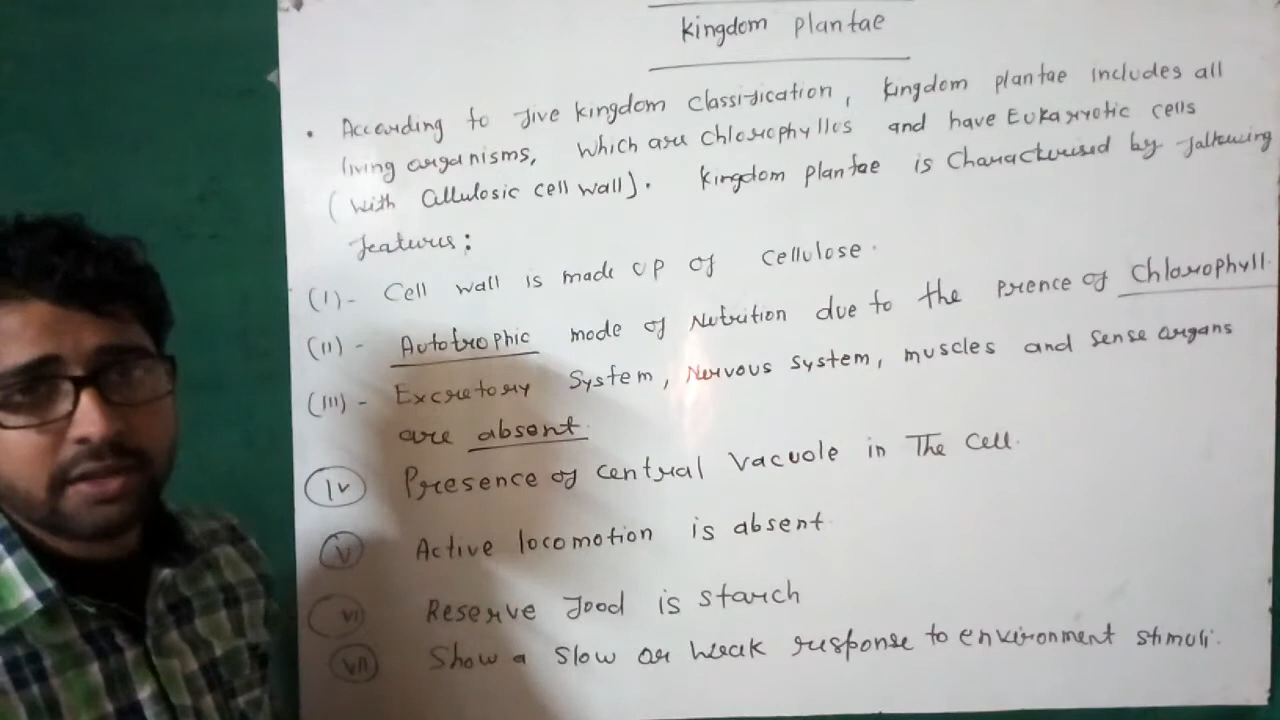 Kingdom plantae
• According to five kingdom classification, kingdom plantae includes all
living organisms, which are chlorophyllos and have Eukaryotic cells
(with cellulosic cell wall). Kingdom plantae is characterised by following
features:
(I)- Cell wall is made up of cellulose.
(II)- Autotrophic mode of Nutrition due to the prence of Chlorophyll.
(III)- Excretory System, Nervous system, muscles and sense organs
are absent.
IV Presence of central vacuole in The cell.
V Active locomotion is absent
VI Reserve food is starch
VII Show a slow or weak response to environment stimuli.